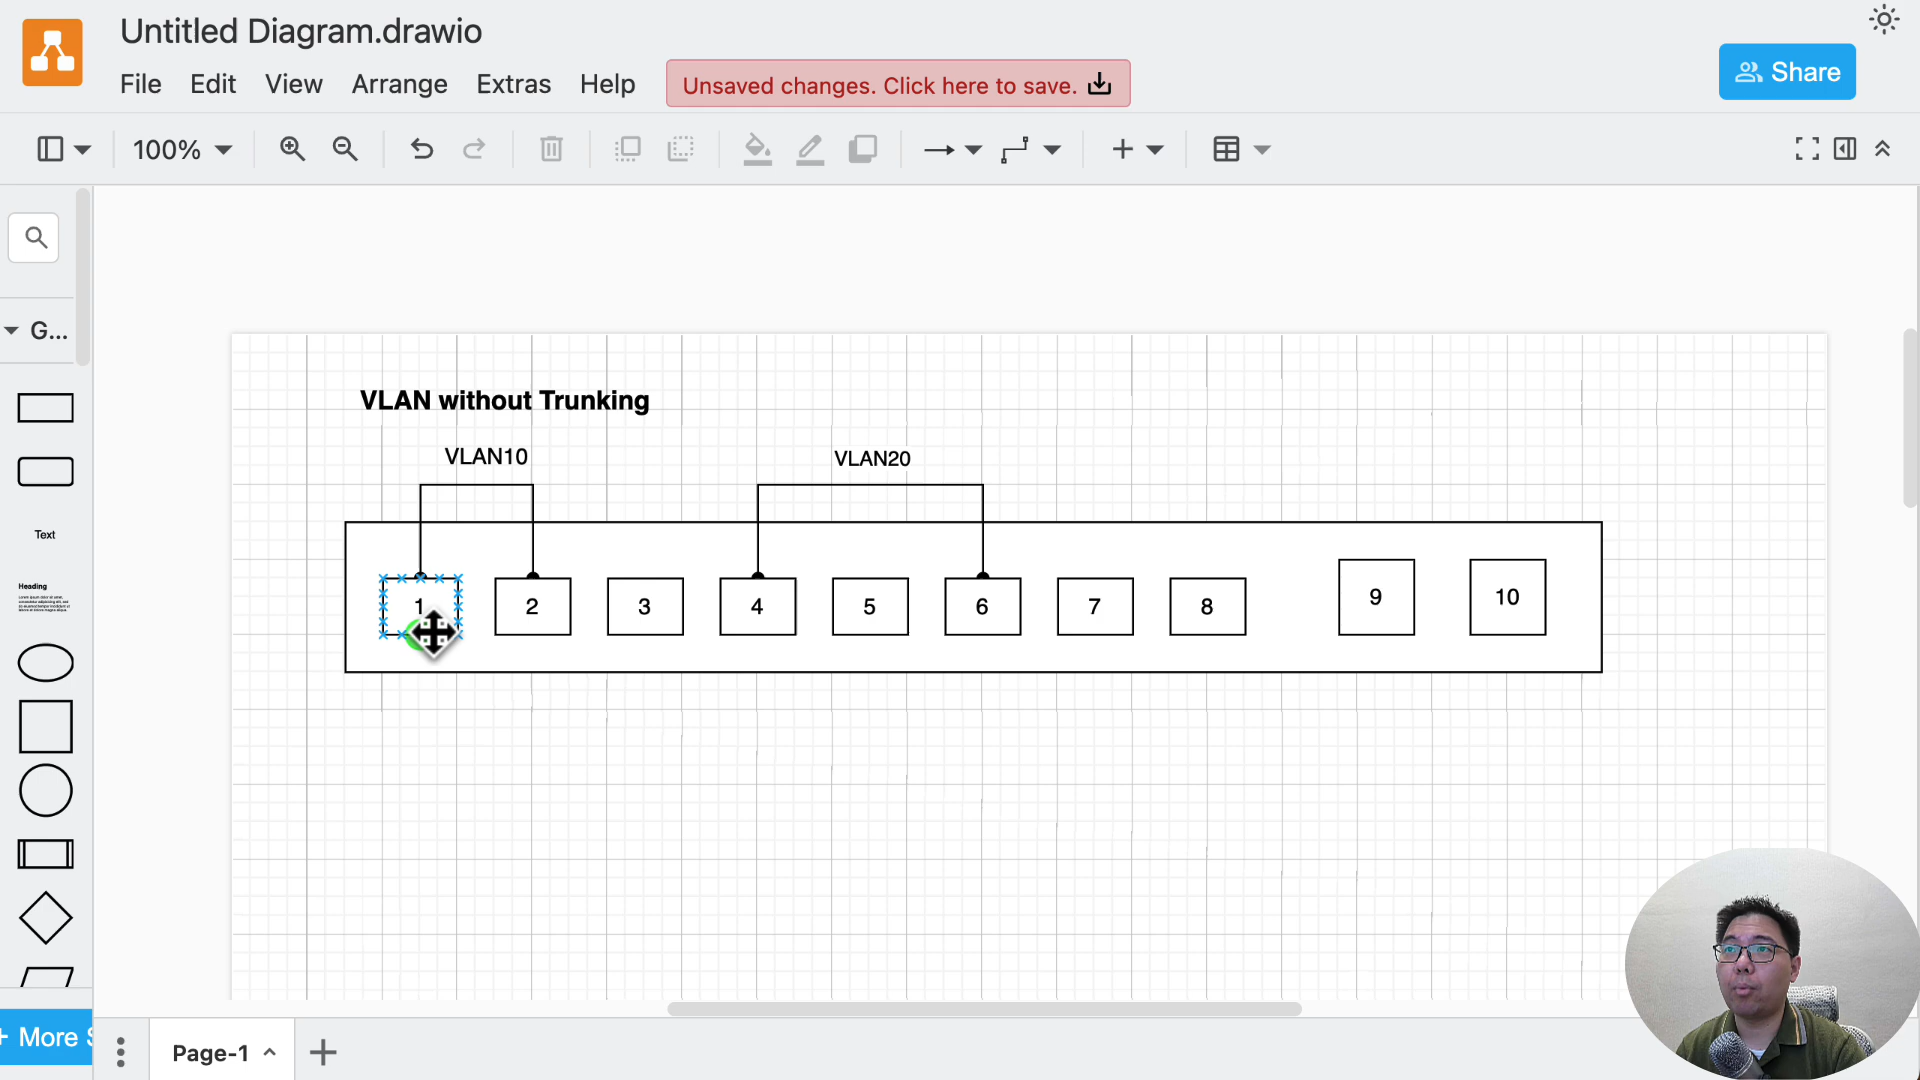 Untitled Diagram.drawio
File Edit View Arrange Extras Help
Unsaved changes. Click here to save.
Share
100%
G...
Text
Heading
VLAN without Trunking
VLAN10
VLAN20
1 2 3 4 5 6 7 8 9 10
+ More
Page-1